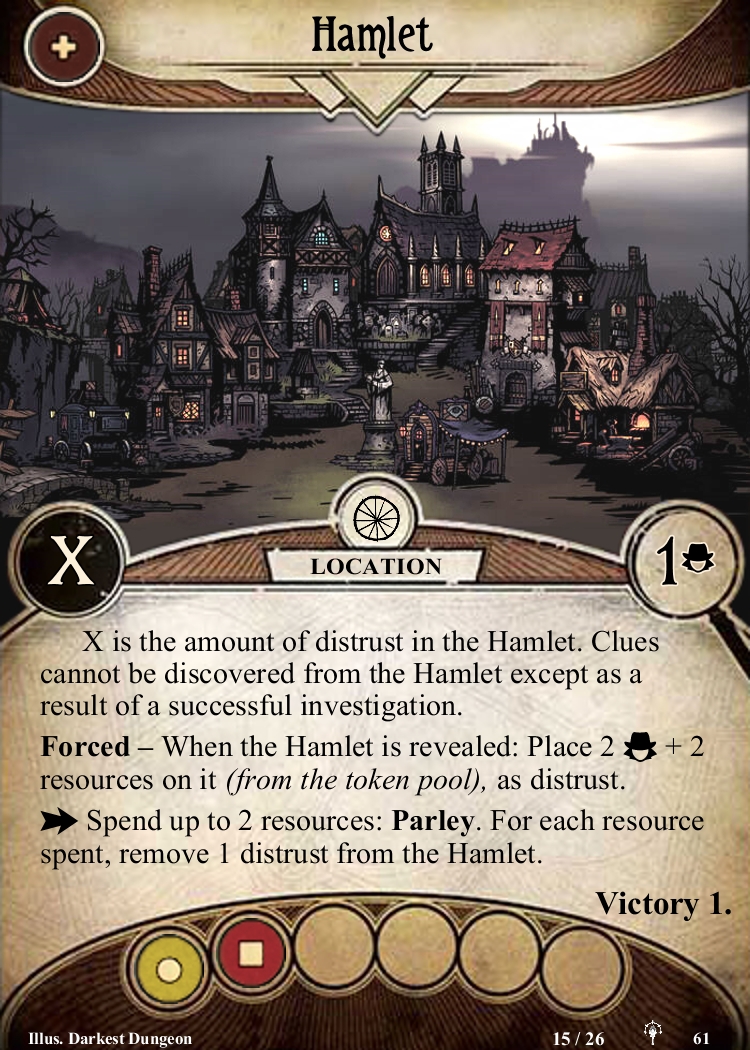 Hamlet
X
LOCATION
1
X is the amount of distrust in the Hamlet. Clues
cannot be discovered from the Hamlet except as a
result of a successful investigation.
Forced – When the Hamlet is revealed: Place 2 + 2
resources on it (from the token pool), as distrust.
Spend up to 2 resources: Parley. For each resource
spent, remove 1 distrust from the Hamlet.
Victory 1.
Illus. Darkest Dungeon 15 / 26 61